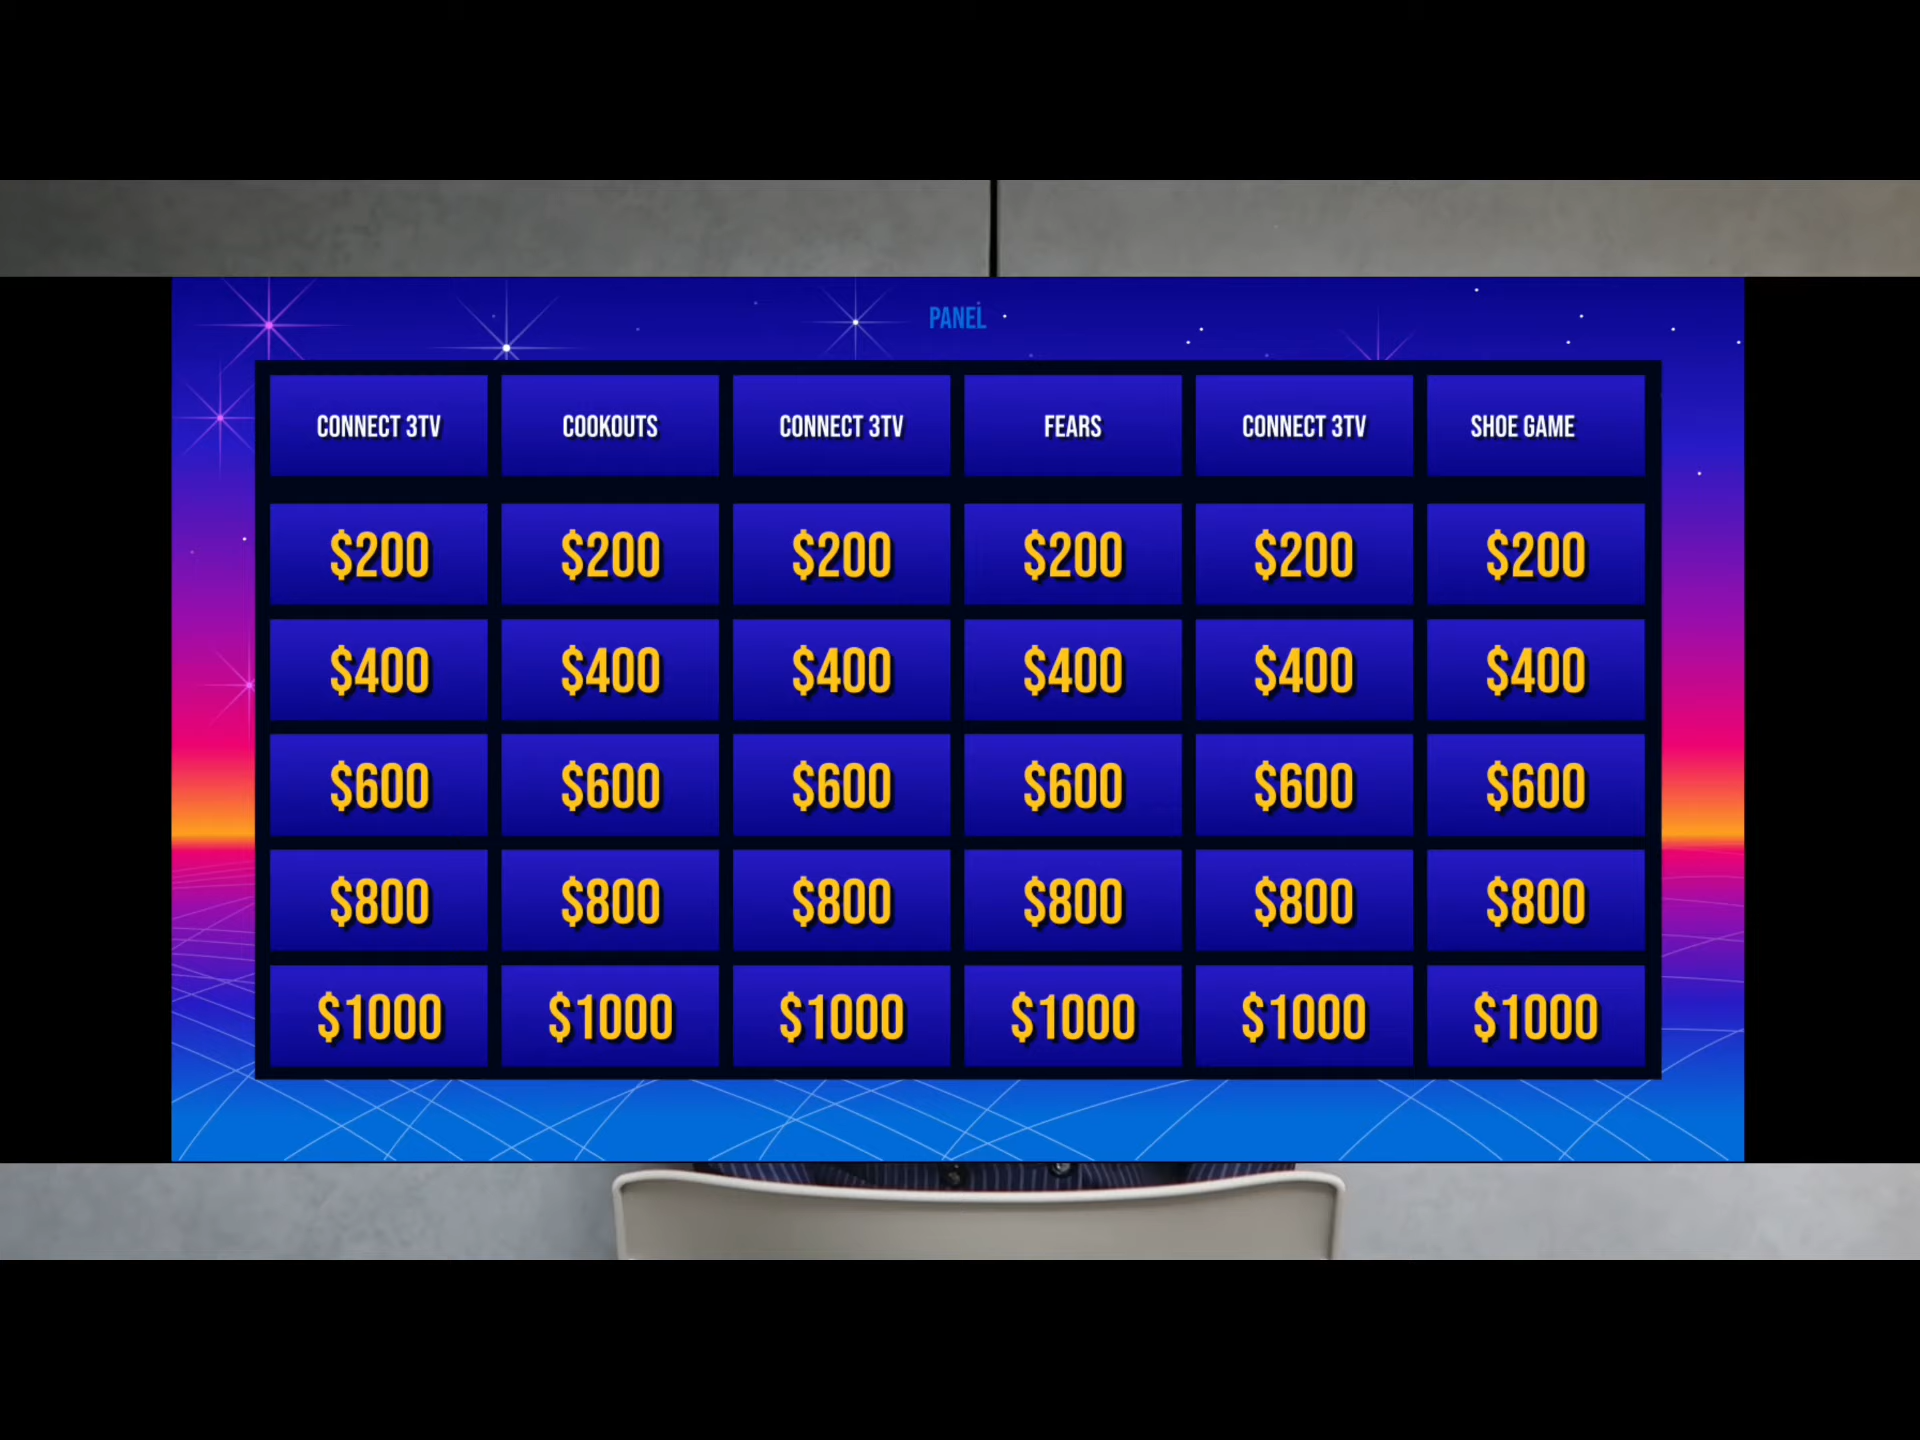 PANEL
CONNECT 3TV COOKOUTS CONNECT 3TV FEARS CONNECT 3TV SHOE GAME
$200 $200 $200 $200 $200 $200
$400 $400 $400 $400 $400 $400
$600 $600 $600 $600 $600 $600
$800 $800 $800 $800 $800 $800
$1000 $1000 $1000 $1000 $1000 $1000